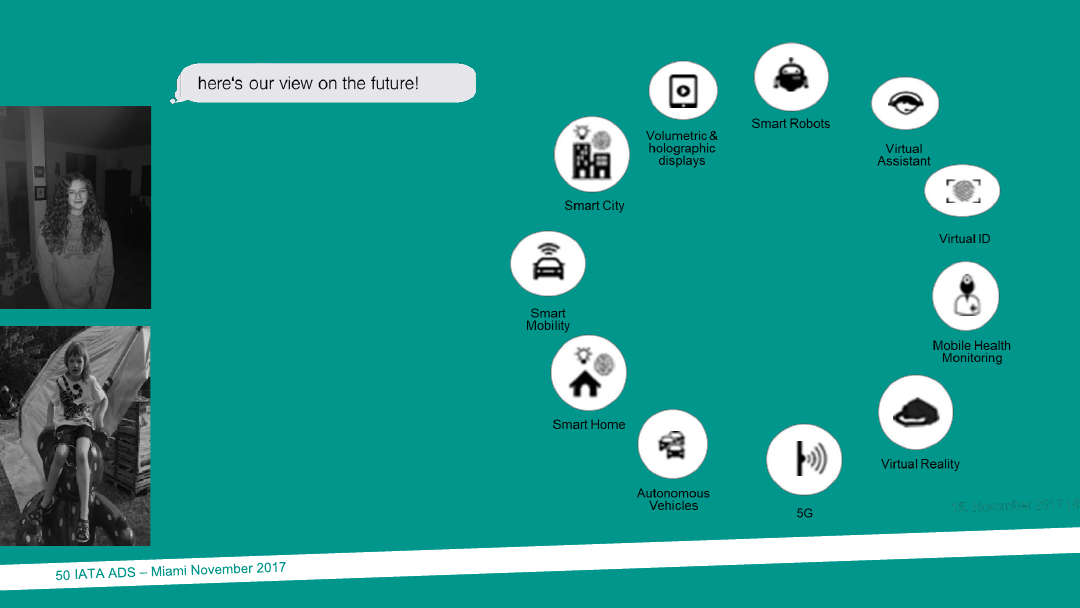 here's our view on the future!
Smart Robots
Volumetric &
holographic
displays
Virtual
Assistant
Smart City
Virtual ID
Smart
Mobility
Mobile Health
Monitoring
Smart Home
Virtual Reality
Autonomous
Vehicles
5G
50 IATA ADS – Miami November 2017